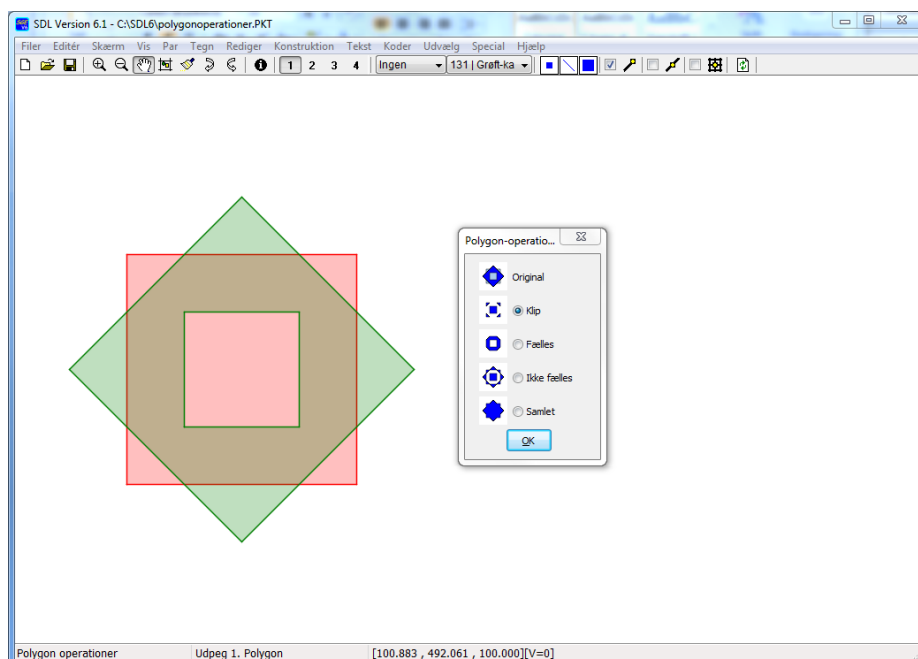 SDL Version 6.1 - C:\SDL6\polygonoperationer.PKT
Filer Editér Skærm Vis Par Tegn Rediger Konstruktion Tekst Koder Udvælg Special Hjælp
1 2 3 4 Ingen 131 | Grøft-ka
Polygon-operatio...
Original
Klip
Fælles
Ikke fælles
Samlet
OK
Polygon operationer Udpeg 1. Polygon [100.883 , 492.061 , 100.000][V=0]